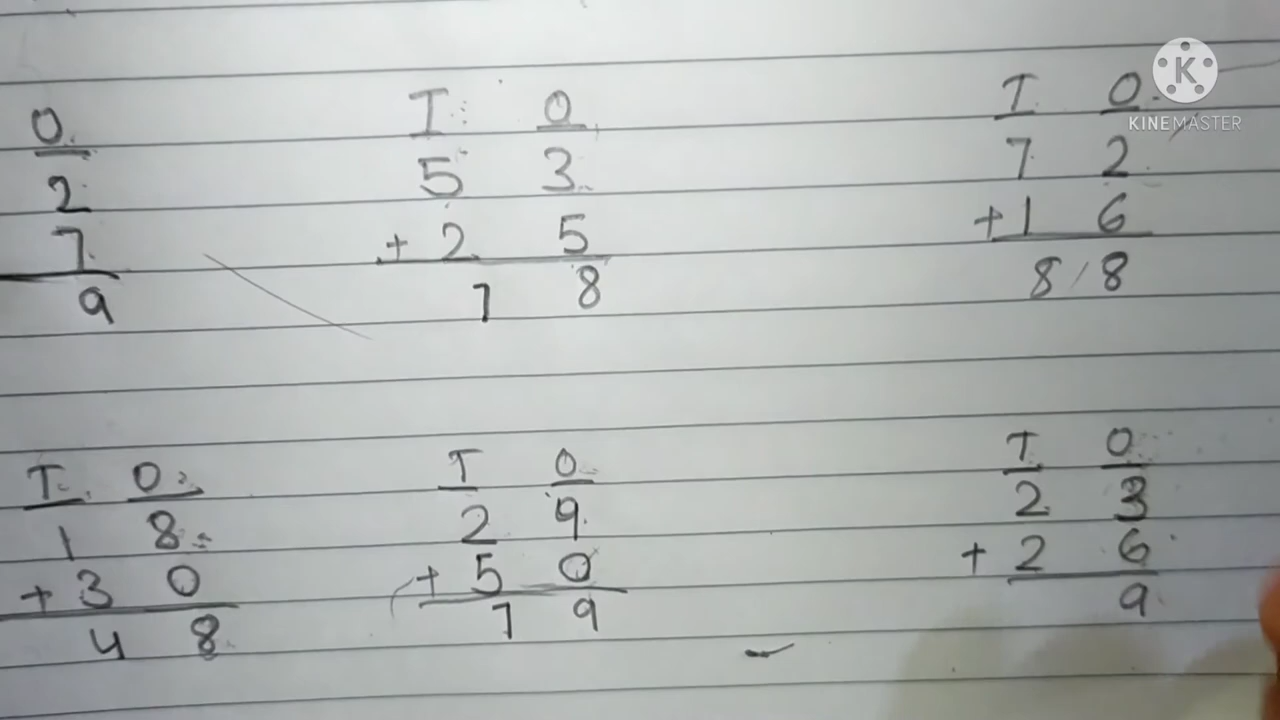 O. T: O T. O.
2 5 3 7 2
7 + 2 5 + 1 6
9 7 8 8 8
T. O. T O. T O
1 8 2 9 2 3
+ 3 0 + 5 0 + 2 6
4 8 7 9 9
KINEMASTER